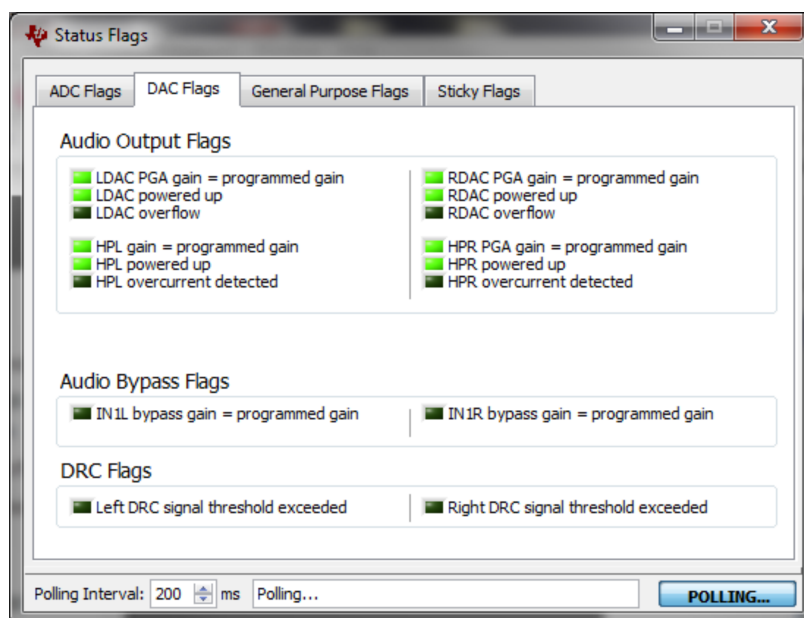 Status Flags
ADC Flags DAC Flags General Purpose Flags Sticky Flags
Audio Output Flags
LDAC PGA gain = programmed gain
LDAC powered up
LDAC overflow
HPL gain = programmed gain
HPL powered up
HPL overcurrent detected
RDAC PGA gain = programmed gain
RDAC powered up
RDAC overflow
HPR PGA gain = programmed gain
HPR powered up
HPR overcurrent detected
Audio Bypass Flags
IN1L bypass gain = programmed gain
IN1R bypass gain = programmed gain
DRC Flags
Left DRC signal threshold exceeded
Right DRC signal threshold exceeded
Polling Interval: 200 ms Polling... POLLING...